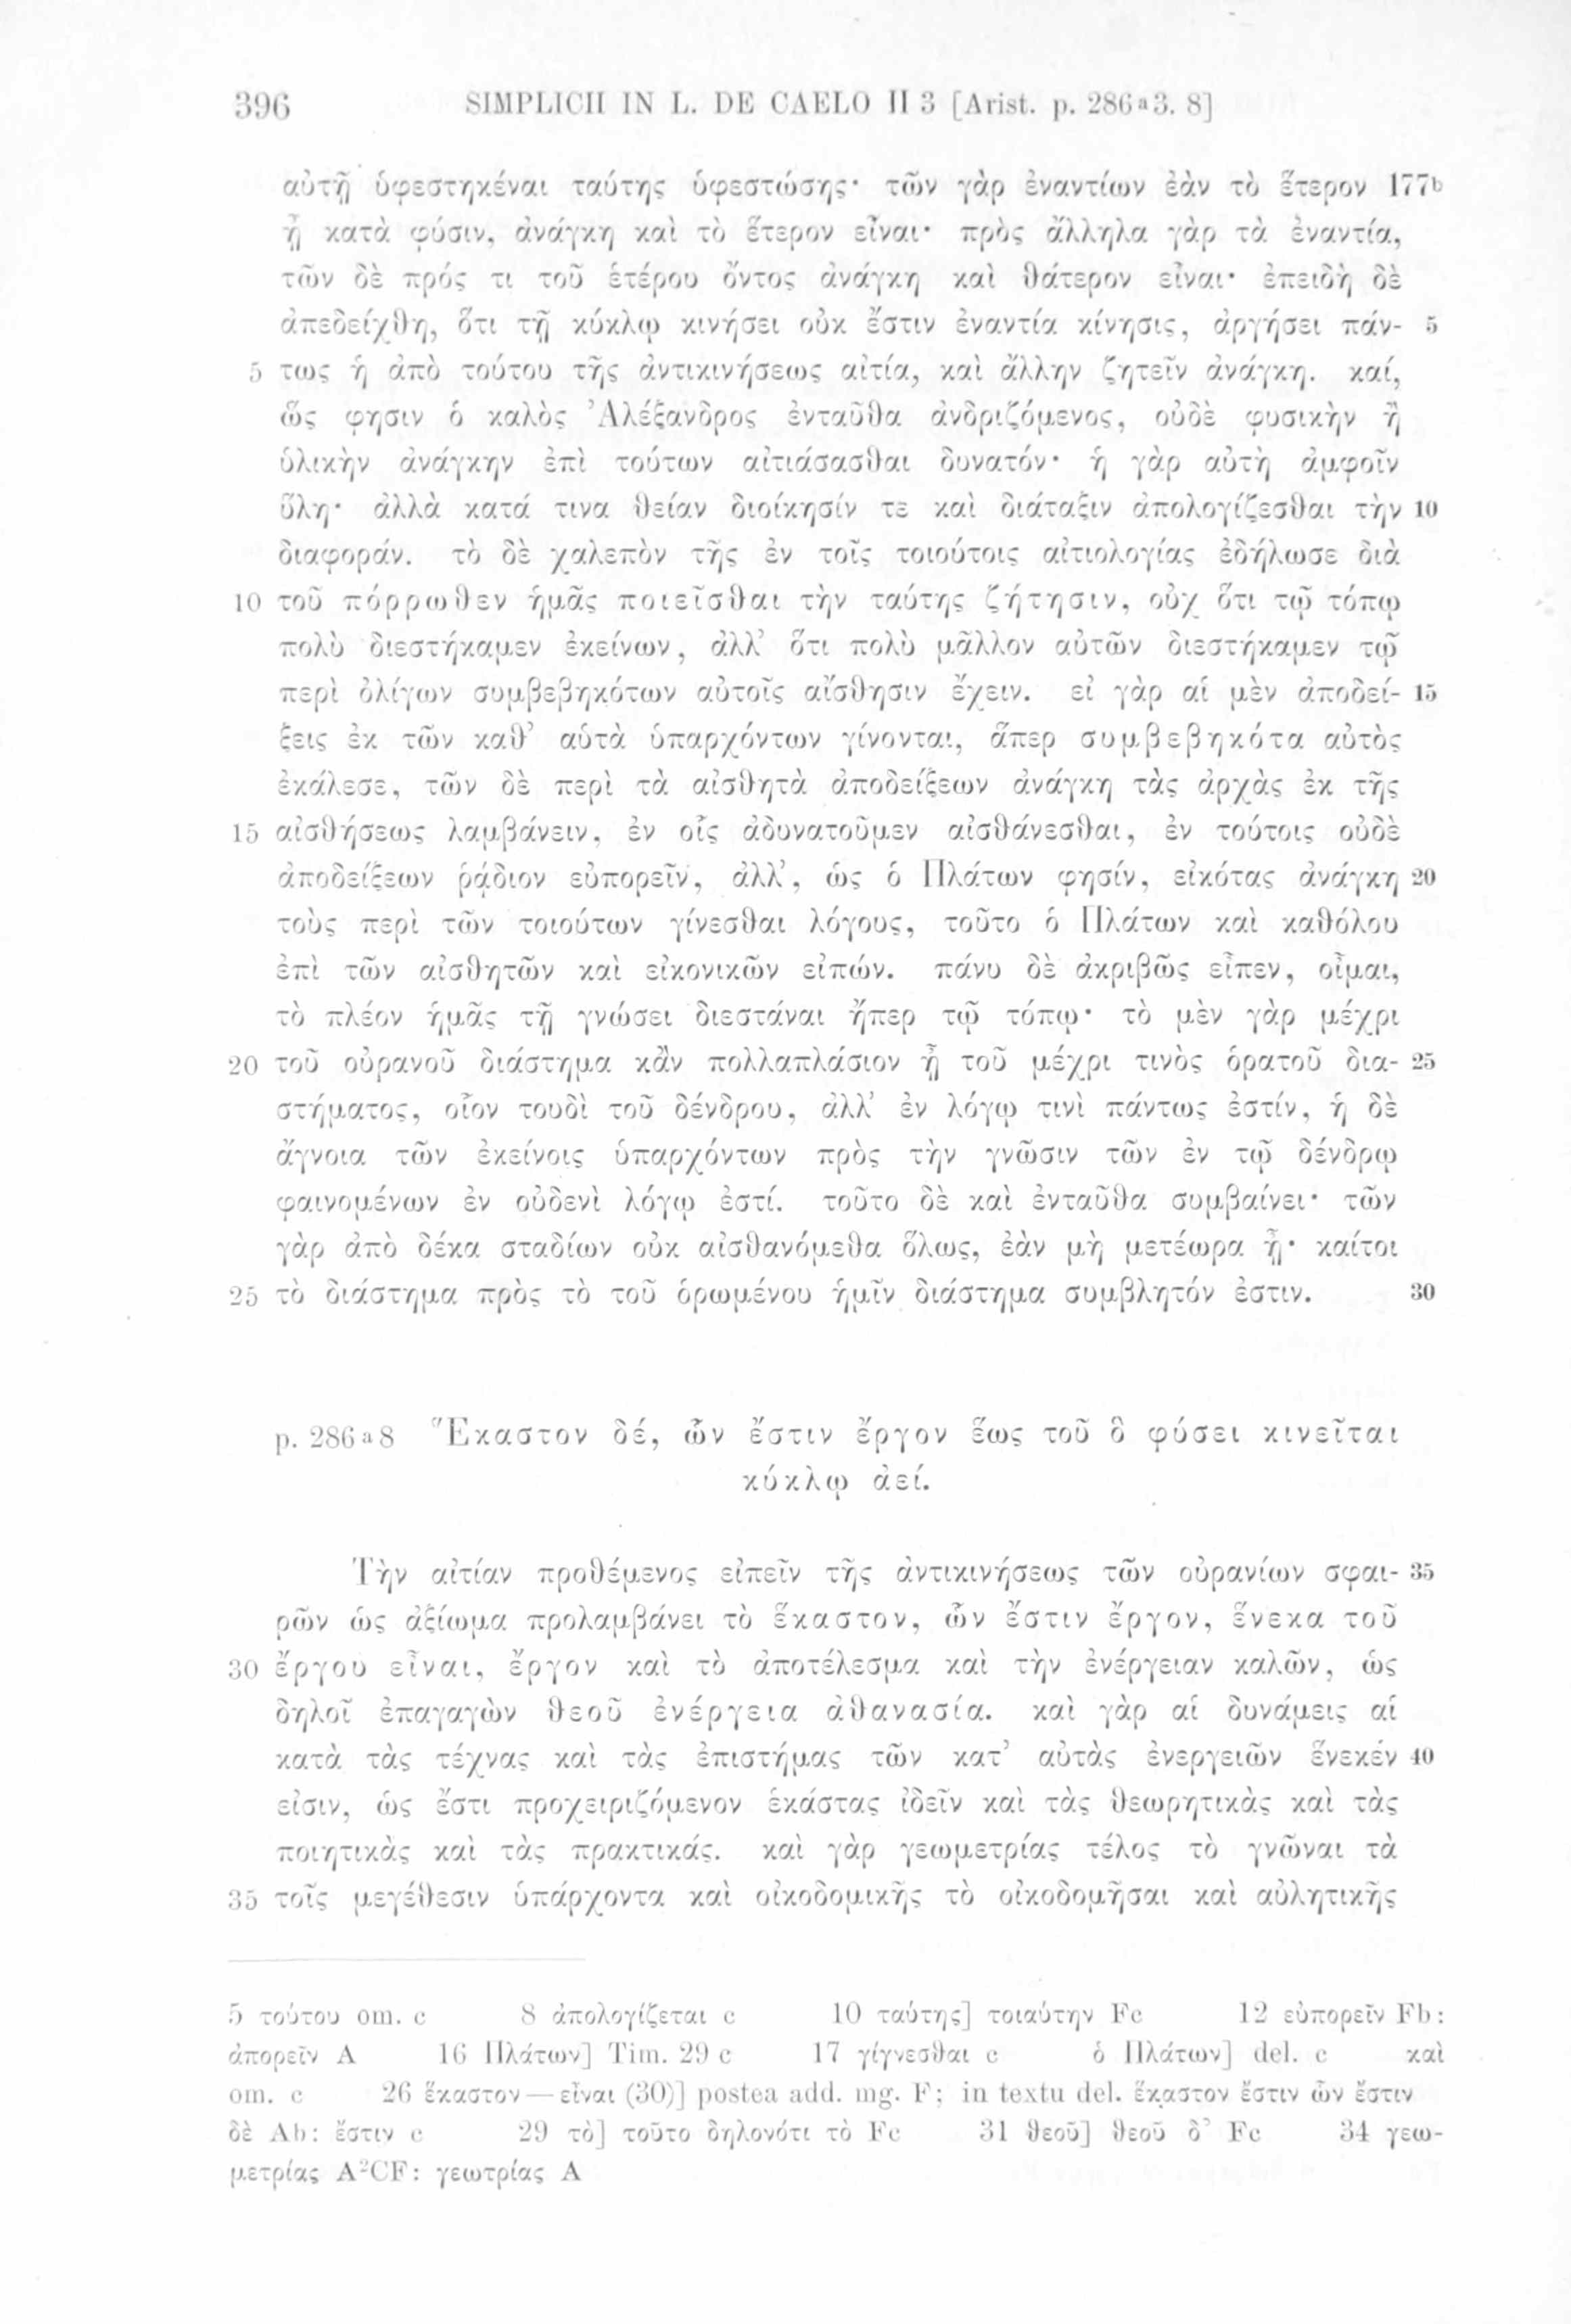 396 SIMPLICII IN L. DE CAELO II 3 [Arist. p. 286ᵃ3. 8]
αὐτῇ ὑφεστηκέναι ταύτης ὑφεστώσης· τῶν γὰρ ἐναντίων ἐὰν τὸ ἕτερον 177ᵇ
ᾖ κατὰ φύσιν, ἀνάγκη καὶ τὸ ἕτερον εἶναι· πρὸς ἄλληλα γὰρ τὰ ἐναντία,
τῶν δὲ πρός τι τοῦ ἑτέρου ὄντος ἀνάγκη καὶ θάτερον εἶναι· ἐπειδὴ δὲ
ἀπεδείχθη, ὅτι τῇ κύκλῳ κινήσει οὐκ ἔστιν ἐναντία κίνησις, ἀργήσει πάν- 5
5 τως ἡ ἀπὸ τούτου τῆς ἀντικινήσεως αἰτία, καὶ ἄλλην ζητεῖν ἀνάγκη. καί,
ὥς φησιν ὁ καλὸς Ἀλέξανδρος ἐνταῦθα ἀνδριζόμενος, οὐδὲ φυσικὴν ἢ
ὑλικὴν ἀνάγκην ἐπὶ τούτων αἰτιάσασθαι δυνατόν· ἡ γὰρ αὐτὴ ἀμφοῖν
ὕλη· ἀλλὰ κατά τινα θείαν διοίκησίν τε καὶ διάταξιν ἀπολογίζεσθαι τὴν 10
διαφοράν. τὸ δὲ χαλεπὸν τῆς ἐν τοῖς τοιούτοις αἰτιολογίας ἐδήλωσε διὰ
10 τοῦ πόρρωθεν ἡμᾶς ποιεῖσθαι τὴν ταύτης ζήτησιν, οὐχ ὅτι τῷ τόπῳ
πολὺ διεστήκαμεν ἐκείνων, ἀλλ’ ὅτι πολὺ μᾶλλον αὐτῶν διεστήκαμεν τῷ
περὶ ὀλίγων συμβεβηκότων αὐτοῖς αἴσθησιν ἔχειν. εἰ γὰρ αἱ μὲν ἀποδεί- 15
ξεις ἐκ τῶν καθ’ αὑτὰ ὑπαρχόντων γίνονται, ἅπερ συμβεβηκότα αὐτὸς
ἐκάλεσε, τῶν δὲ περὶ τὰ αἰσθητὰ ἀποδείξεων ἀνάγκη τὰς ἀρχὰς ἐκ τῆς
15 αἰσθήσεως λαμβάνειν, ἐν οἷς ἀδυνατοῦμεν αἰσθάνεσθαι, ἐν τούτοις οὐδὲ
ἀποδείξεων ῥᾴδιον εὐπορεῖν, ἀλλ’, ὡς ὁ Πλάτων φησίν, εἰκότας ἀνάγκη 20
τοὺς περὶ τῶν τοιούτων γίνεσθαι λόγους, τοῦτο ὁ Πλάτων καὶ καθόλου
ἐπὶ τῶν αἰσθητῶν καὶ εἰκονικῶν εἰπών. πάνυ δὲ ἀκριβῶς εἶπεν, οἶμαι,
τὸ πλέον ἡμᾶς τῇ γνώσει διεστάναι ἤπερ τῷ τόπῳ· τὸ μὲν γὰρ μέχρι
20 τοῦ οὐρανοῦ διάστημα κἂν πολλαπλάσιον ᾖ τοῦ μέχρι τινὸς ὁρατοῦ δια- 25
στήματος, οἷον τουδὶ τοῦ δένδρου, ἀλλ’ ἐν λόγῳ τινὶ πάντως ἐστίν, ἡ δὲ
ἄγνοια τῶν ἐκείνοις ὑπαρχόντων πρὸς τὴν γνῶσιν τῶν ἐν τῷ δένδρῳ
φαινομένων ἐν οὐδενὶ λόγῳ ἐστί. τοῦτο δὲ καὶ ἐνταῦθα συμβαίνει· τῶν
γὰρ ἀπὸ δέκα σταδίων οὐκ αἰσθανόμεθα ὅλως, ἐὰν μὴ μετέωρα ᾖ· καίτοι
25 τὸ διάστημα πρὸς τὸ τοῦ ὁρωμένου ἡμῖν διάστημα συμβλητόν ἐστιν. 30
p. 286ᵃ8 Ἕκαστον δέ, ὧν ἔστιν ἔργον ἕως τοῦ ὃ φύσει κινεῖται
κύκλῳ ἀεί.
Τὴν αἰτίαν προθέμενος εἰπεῖν τῆς ἀντικινήσεως τῶν οὐρανίων σφαι- 35
ρῶν ὡς ἀξίωμα προλαμβάνει τὸ ἕκαστον, ὧν ἔστιν ἔργον, ἕνεκα τοῦ
30 ἔργου εἶναι, ἔργον καὶ τὸ ἀποτέλεσμα καὶ τὴν ἐνέργειαν καλῶν, ὡς
δηλοῖ ἐπαγαγὼν θεοῦ ἐνέργεια ἀθανασία. καὶ γὰρ αἱ δυνάμεις αἱ
κατὰ τὰς τέχνας καὶ τὰς ἐπιστήμας τῶν κατ’ αὐτὰς ἐνεργειῶν ἕνεκέν 40
εἰσιν, ὡς ἔστι προχειριζόμενον ἑκάστας ἰδεῖν καὶ τὰς θεωρητικὰς καὶ τὰς
ποιητικὰς καὶ τὰς πρακτικάς. καὶ γὰρ γεωμετρίας τέλος τὸ γνῶναι τὰ
35 τοῖς μεγέθεσιν ὑπάρχοντα καὶ οἰκοδομικῆς τὸ οἰκοδομῆσαι καὶ αὐλητικῆς
5 τούτου om. c 8 ἀπολογίζεται c 10 ταύτης] τοιαύτην Fc 12 εὐπορεῖν Fb:
ἀπορεῖν A 16 Πλάτων] Tim. 29 c 17 γίγνεσθαι c ὁ Πλάτων] del. c καὶ
om. c 26 ἕκαστον—εἶναι (30)] postea add. mg. F; in textu del. ἕκαστον ἔστιν ὧν ἔστιν
δὲ Ab: ἔστιν c 29 τὸ] τοῦτο δηλονότι τὸ Fc 31 θεοῦ] θεοῦ δ’ Fc 34 γεω-
μετρίας A²CF: γεωτρίας A